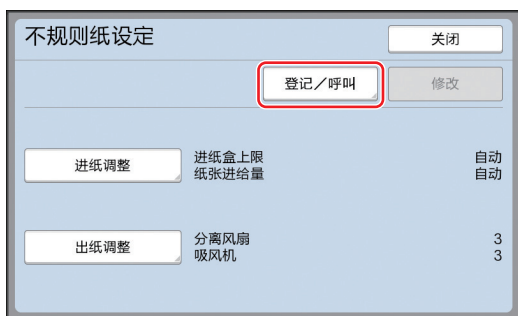 不规则纸设定 关闭
登记／呼叫 修改
进纸调整 进纸盒上限 自动
纸张进给量 自动
出纸调整 分离风扇 3
吸风机 3